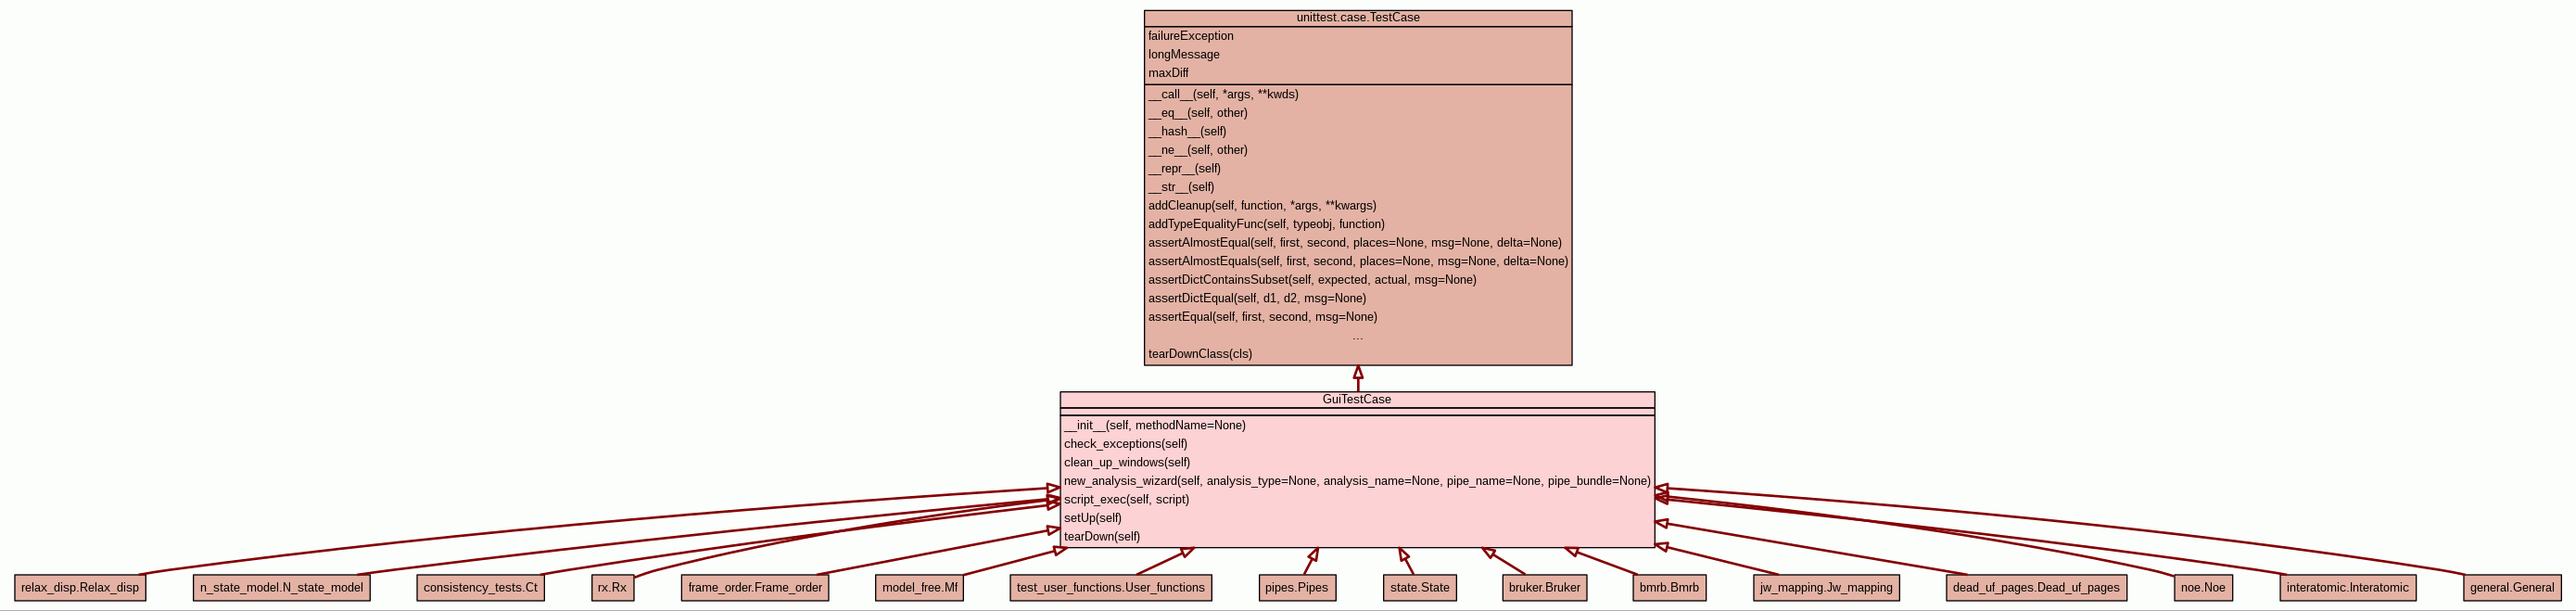 unittest.case.TestCase
failureException
longMessage
maxDiff
__call__(self, *args, **kwds)
__eq__(self, other)
__hash__(self)
__ne__(self, other)
__repr__(self)
__str__(self)
addCleanup(self, function, *args, **kwargs)
addTypeEqualityFunc(self, typeobj, function)
assertAlmostEqual(self, first, second, places=None, msg=None, delta=None)
assertAlmostEquals(self, first, second, places=None, msg=None, delta=None)
assertDictContainsSubset(self, expected, actual, msg=None)
assertDictEqual(self, d1, d2, msg=None)
assertEqual(self, first, second, msg=None)
...
tearDownClass(cls)
GuiTestCase
__init__(self, methodName=None)
check_exceptions(self)
clean_up_windows(self)
new_analysis_wizard(self, analysis_type=None, analysis_name=None, pipe_name=None, pipe_bundle=None)
script_exec(self, script)
setUp(self)
tearDown(self)
relax_disp.Relax_disp
n_state_model.N_state_model
consistency_tests.Ct
rx.Rx
frame_order.Frame_order
model_free.Mf
test_user_functions.User_functions
pipes.Pipes
state.State
bruker.Bruker
bmrb.Bmrb
jw_mapping.Jw_mapping
dead_uf_pages.Dead_uf_pages
noe.Noe
interatomic.Interatomic
general.General